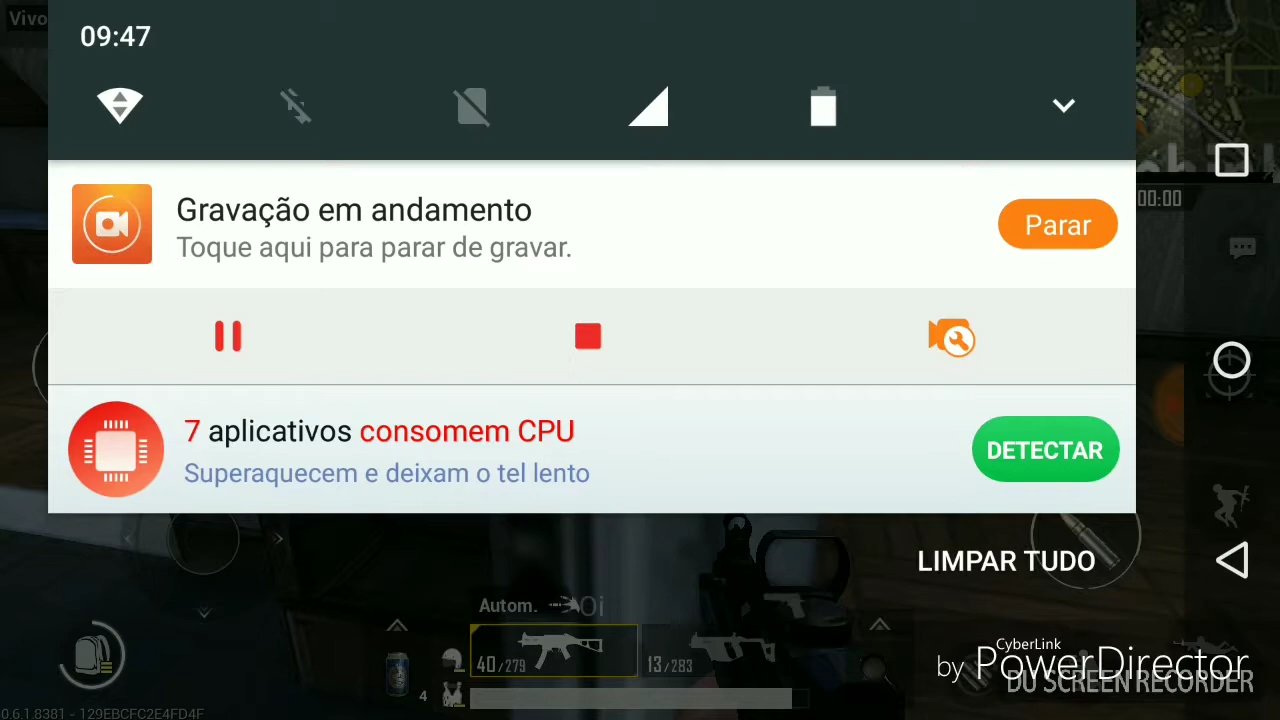 Vivo
09:47
Gravação em andamento
Toque aqui para parar de gravar.
Parar
00:00
7 aplicativos consomem CPU
Superaquecem e deixam o tel lento
DETECTAR
LIMPAR TUDO
Autom.
Oi
40/279
13/283
4
CyberLink
by PowerDirector
DU SCREEN RECORDER
0.6.1.8381 - 129EBCFC2E4FD4F